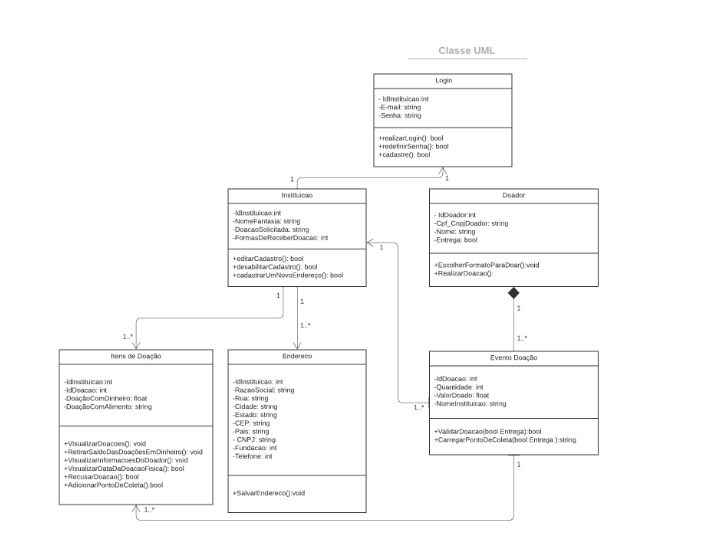 Classe UML
Login
- IdInstituicao:int
-E-mail: string
-Senha: string
+realizarLogin(): bool
+redefinirSenha(): bool
+cadastre(): bool
1
1
Instituicao
-IdInstituicao:int
-NomeFantasia: string
-DoacaoSolicitada: string
-FormasDeReceberDoacao: int
+editarCadastro(): bool
+desabilitarCadastro(): bool
+cadastrarUmNovoEndereço(): bool
Doador
- IdDoador:int
-Cpf_CnpjDoador: string
-Nome: string
-Entrega: bool
+EscolherFormatoParaDoar():void
+RealizarDoacao():
1
1
1
1
1..*
1..*
1..*
Itens de Doação
-IdInstituicao:int
-IdDoacao: int
-DoaçãoComDinheiro: float
-DoaçãoComAlimento: string
+VisualizarDoacoes(): void
+RetirarSaldoDasDoaçõesEmDinheiro(): void
+VisualizarInformacoesDoDoador(): void
+VisualizarDataDaDoacaoFisica(): bool
+RecusarDoacao(): bool
+AdicionarPontoDeColeta():bool
Endereco
-IdInstituicao: int
-RazaoSocial: string
-Rua: string
-Cidade: string
-Estado: string
-CEP: string
-Pais: string
- CNPJ: string
-Fundacao: int
-Telefone: int
+SalvarEndereco():void
Evento Doação
-IdDoacao: int
-Quantidade: int
-ValorDoado: float
-NomeInstituicao: string
+ValidarDoacao(bool Entrega):bool
+CarregarPontoDeColeta(bool Entrega ):string
1..*
1
1..*